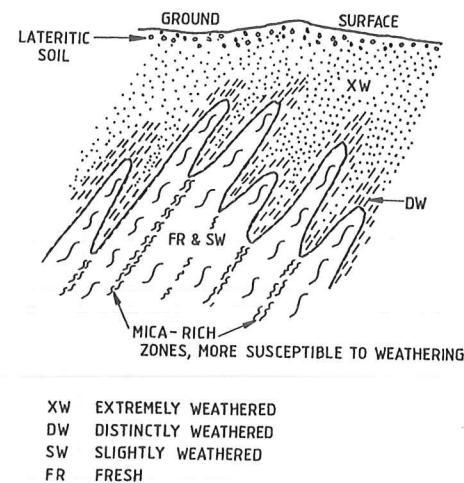 GROUND SURFACE
LATERITIC
SOIL
XW
DW
FR & SW
MICA-RICH
ZONES, MORE SUSCEPTIBLE TO WEATHERING
XW EXTREMELY WEATHERED
DW DISTINCTLY WEATHERED
SW SLIGHTLY WEATHERED
FR FRESH